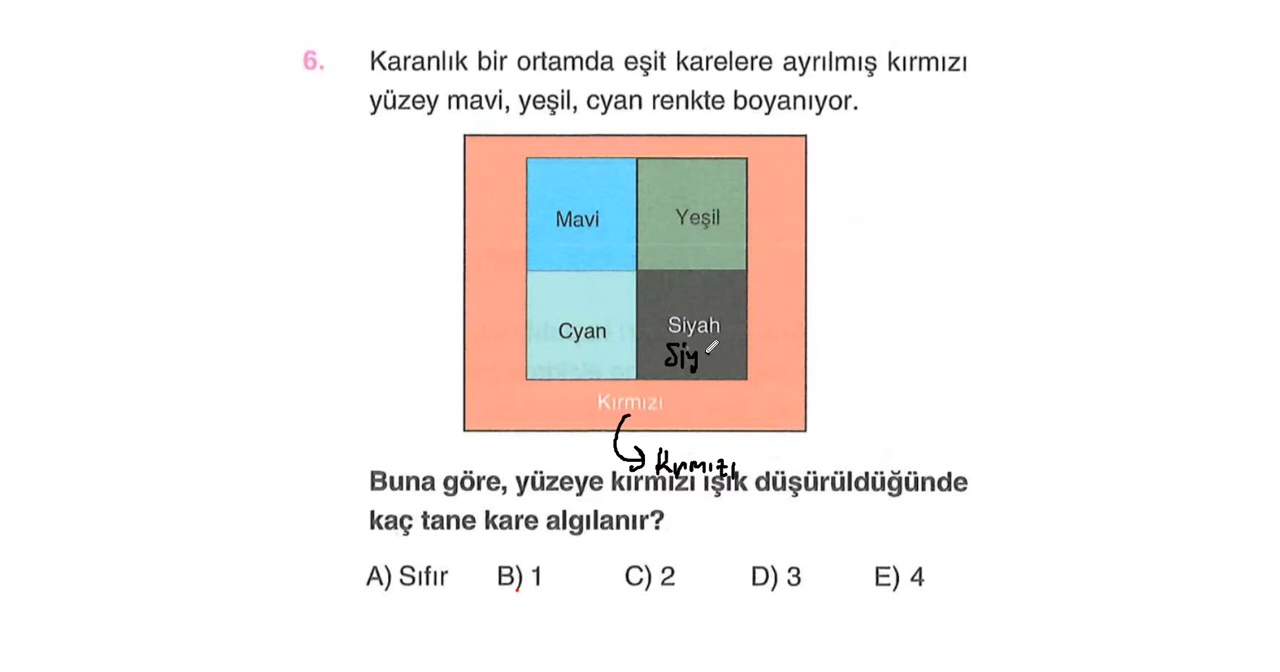 6. Karanlık bir ortamda eşit karelere ayrılmış kırmızı
yüzey mavi, yeşil, cyan renkte boyanıyor.
Mavi Yeşil
Cyan Siyah
Siy
Kırmızı
Kırmızı
Buna göre, yüzeye kırmızı ışık düşürüldüğünde
kaç tane kare algılanır?
A) Sıfır B) 1 C) 2 D) 3 E) 4